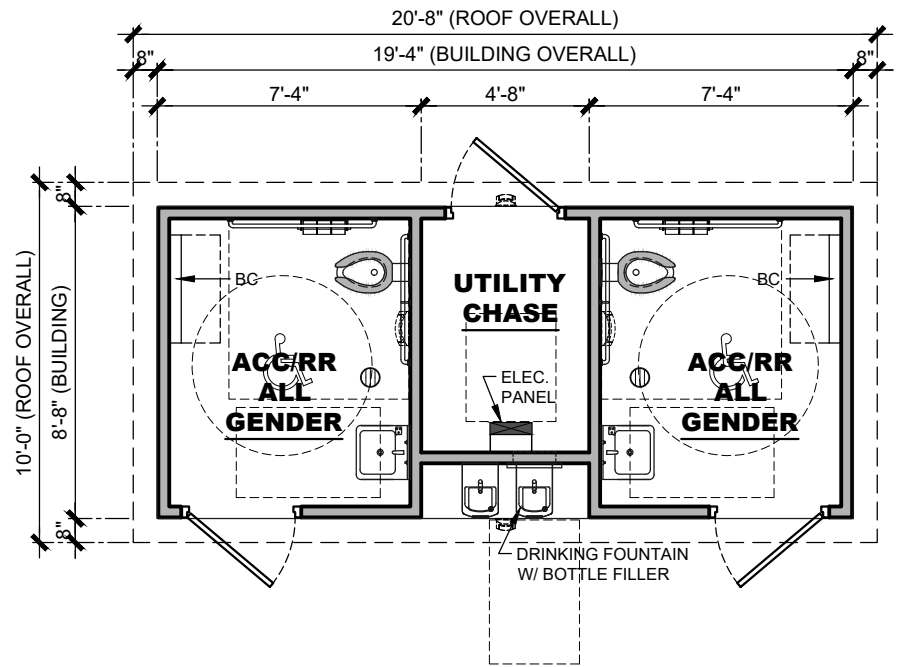 20'-8" (ROOF OVERALL)
8"
19'-4" (BUILDING OVERALL)
8"
7'-4"
4'-8"
7'-4"
10'-0" (ROOF OVERALL)
8"
8'-8" (BUILDING)
8"
BC
UTILITY
CHASE
BC
ACC/RR
ALL
GENDER
ELEC.
PANEL
ACC/RR
ALL
GENDER
DRINKING FOUNTAIN
W/ BOTTLE FILLER